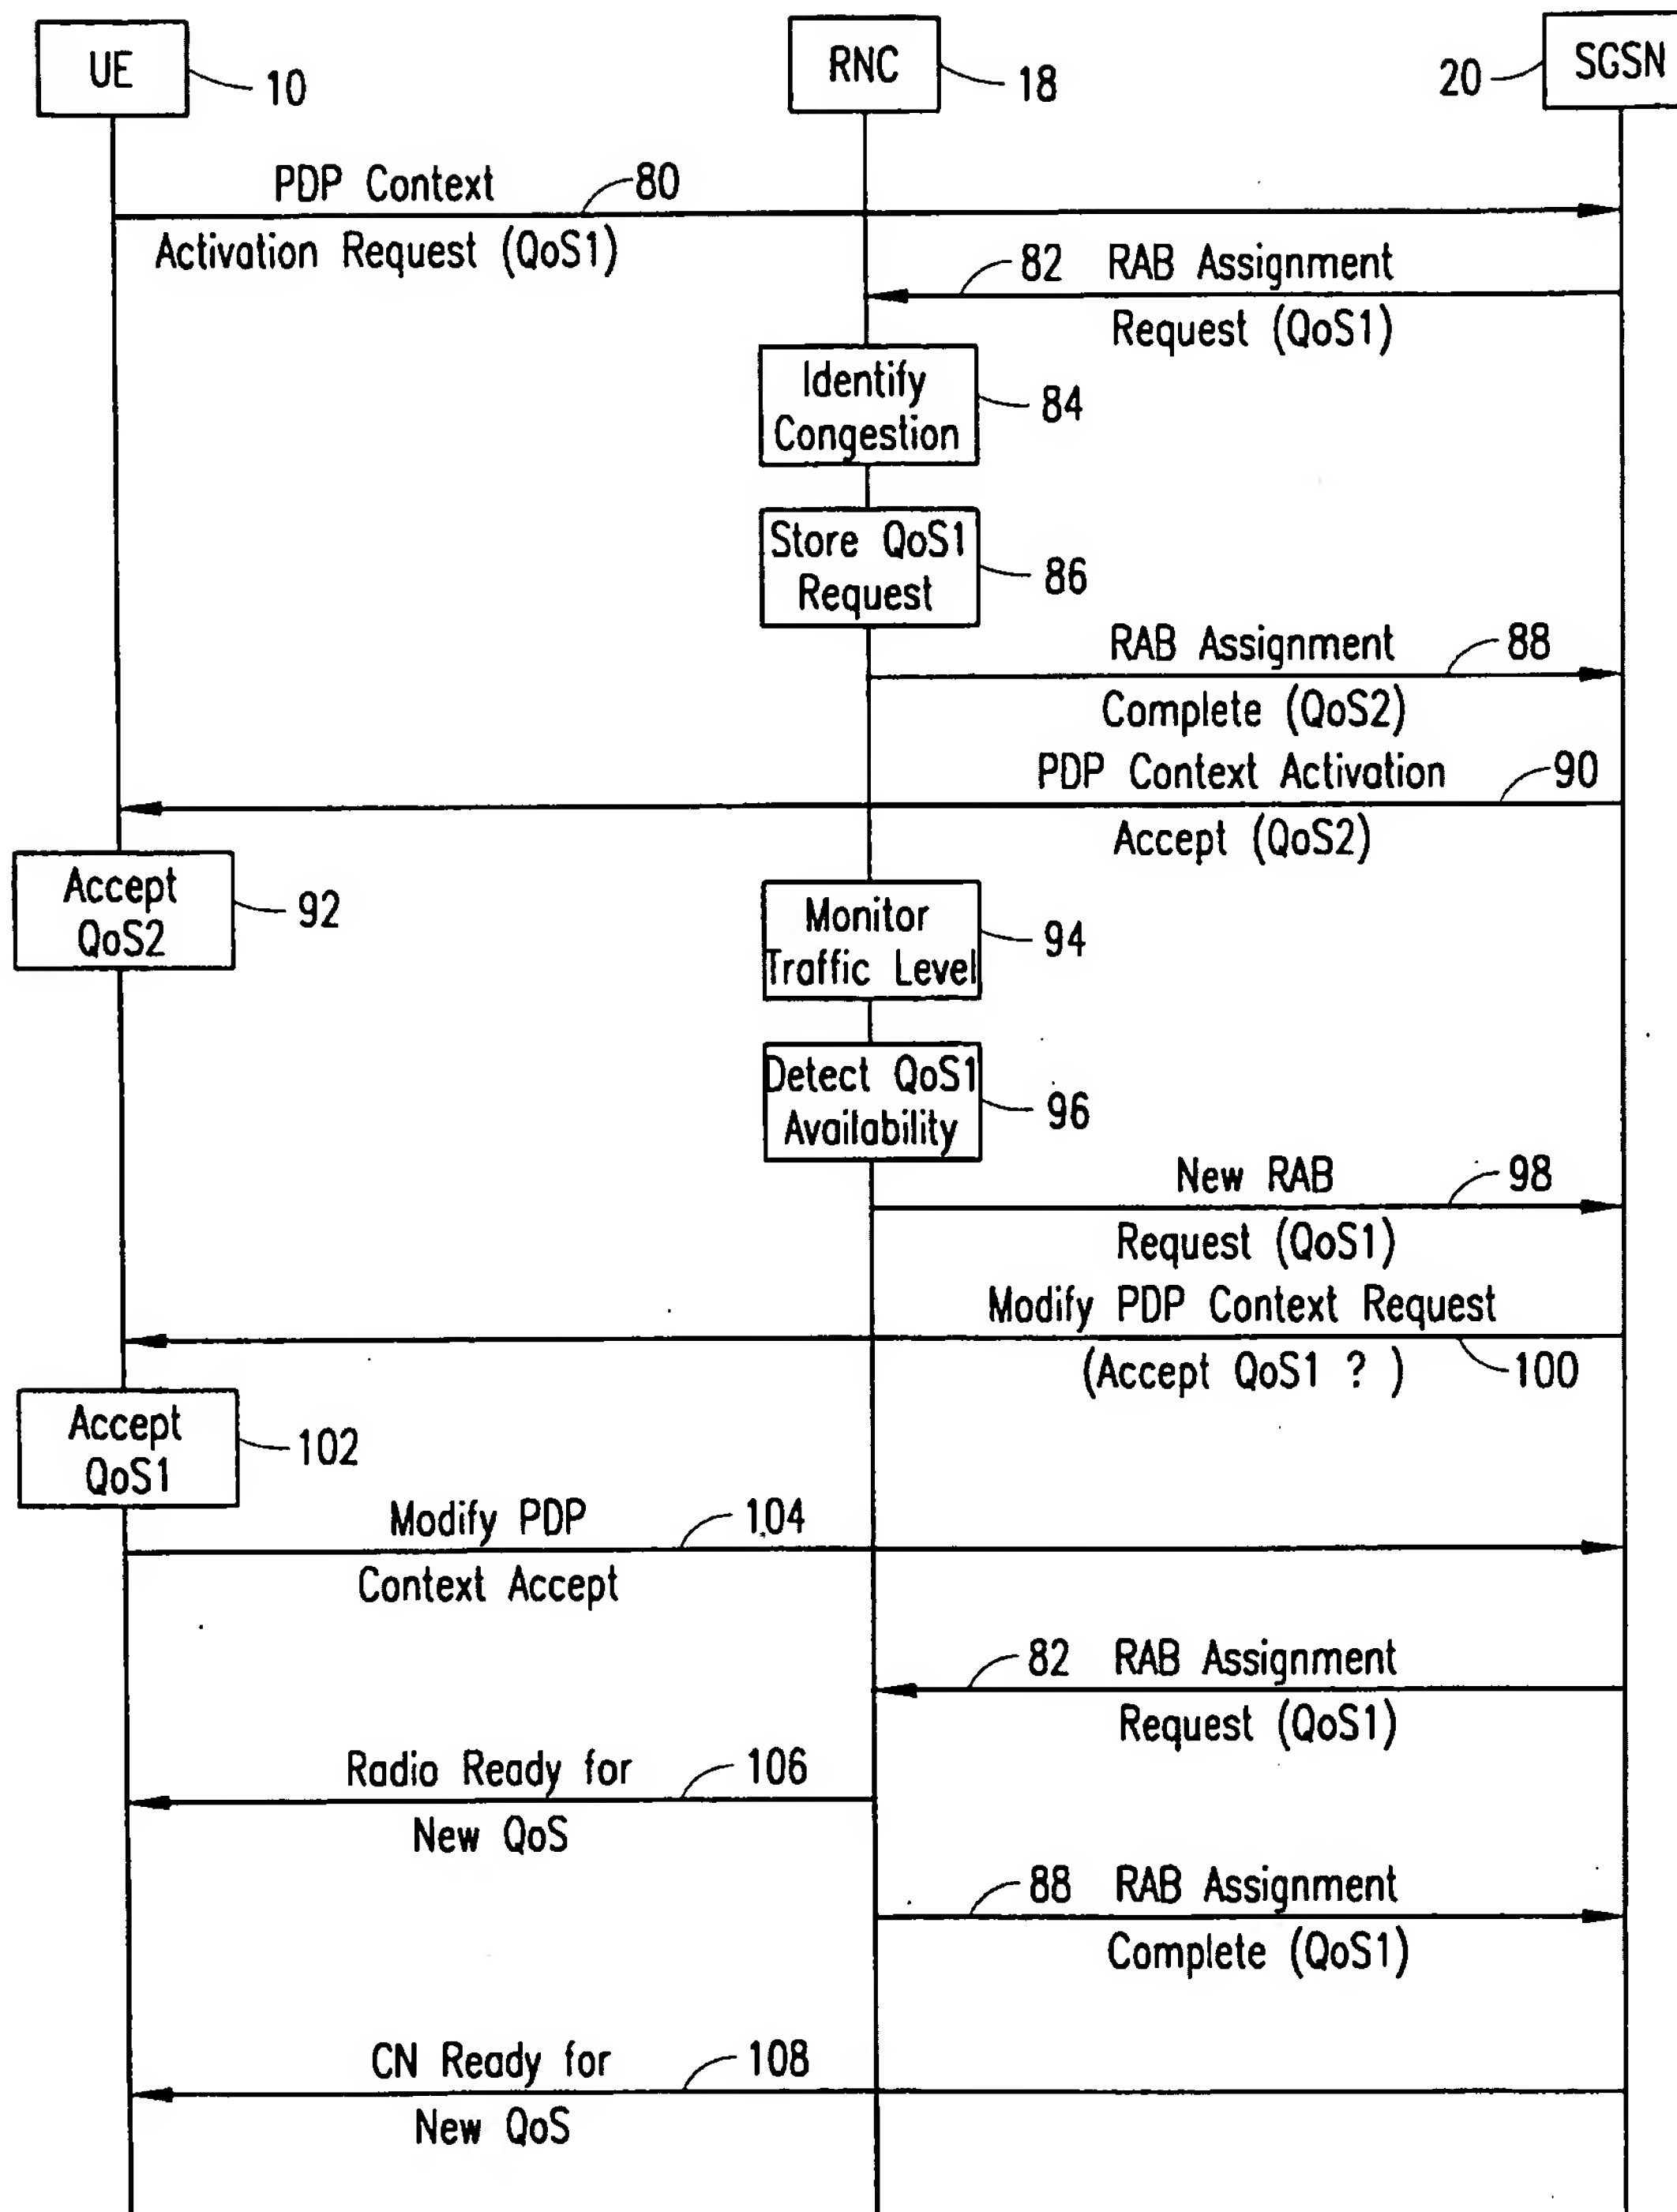 UE
10
RNC
18
20
SGSN
PDP Context
80
Activation Request (QoS1)
82 RAB Assignment
Request (QoS1)
Identify
Congestion
84
Store QoS1
Request
86
RAB Assignment
88
Complete (QoS2)
PDP Context Activation
90
Accept (QoS2)
Accept
QoS2
92
Monitor
Traffic Level
94
Detect QoS1
Availability
96
New RAB
98
Request (QoS1)
Modify PDP Context Request
(Accept QoS1 ? )
100
Accept
QoS1
102
Modify PDP
104
Context Accept
82 RAB Assignment
Request (QoS1)
Radio Ready for
106
New QoS
88 RAB Assignment
Complete (QoS1)
CN Ready for
108
New QoS